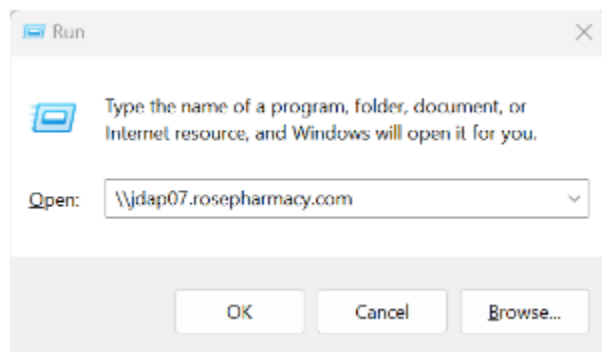 Run
Type the name of a program, folder, document, or
Internet resource, and Windows will open it for you.
Open: \\jdap07.rosepharmacy.com
OK Cancel Browse...